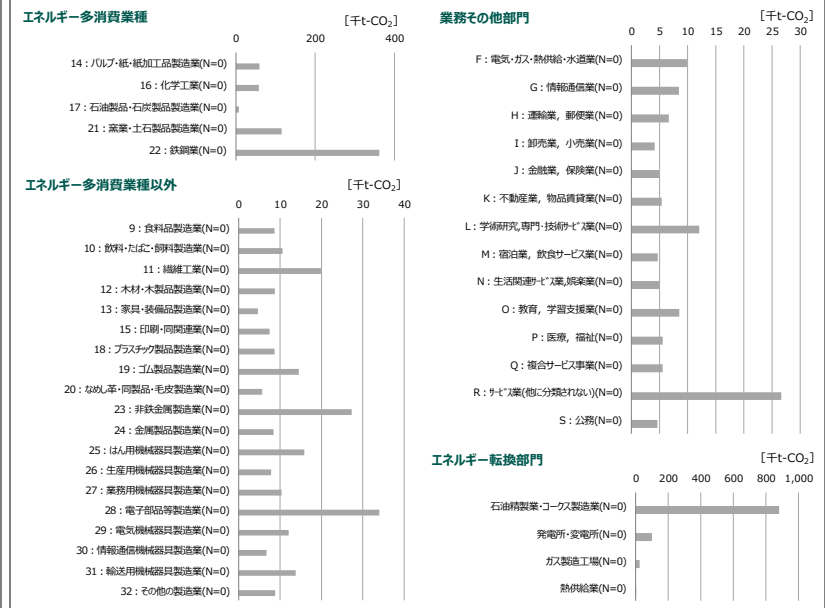 エネルギー多消費業種
[千t-CO₂]
0 200 400
14：パルプ・紙・紙加工品製造業(N=0)
16：化学工業(N=0)
17：石油製品・石炭製品製造業(N=0)
21：窯業・土石製品製造業(N=0)
22：鉄鋼業(N=0)
エネルギー多消費業種以外
[千t-CO₂]
0 10 20 30 40
9：食料品製造業(N=0)
10：飲料・たばこ・飼料製造業(N=0)
11：繊維工業(N=0)
12：木材・木製品製造業(N=0)
13：家具・装備品製造業(N=0)
15：印刷・同関連業(N=0)
18：プラスチック製品製造業(N=0)
19：ゴム製品製造業(N=0)
20：なめし革・同製品・毛皮製造業(N=0)
23：非鉄金属製造業(N=0)
24：金属製品製造業(N=0)
25：はん用機械器具製造業(N=0)
26：生産用機械器具製造業(N=0)
27：業務用機械器具製造業(N=0)
28：電子部品等製造業(N=0)
29：電気機械器具製造業(N=0)
30：情報通信機械器具製造業(N=0)
31：輸送用機械器具製造業(N=0)
32：その他の製造業(N=0)
業務その他部門
[千t-CO₂]
0 5 10 15 20 25 30
F：電気・ガス・熱供給・水道業(N=0)
G：情報通信業(N=0)
H：運輸業，郵便業(N=0)
I：卸売業，小売業(N=0)
J：金融業，保険業(N=0)
K：不動産業，物品賃貸業(N=0)
L：学術研究,専門・技術サービス業(N=0)
M：宿泊業，飲食サービス業(N=0)
N：生活関連サービス業,娯楽業(N=0)
O：教育，学習支援業(N=0)
P：医療，福祉(N=0)
Q：複合サービス事業(N=0)
R：サービス業(他に分類されない)(N=0)
S：公務(N=0)
エネルギー転換部門
[千t-CO₂]
0 200 400 600 800 1,000
石油精製業・コークス製造業(N=0)
発電所・変電所(N=0)
ガス製造工場(N=0)
熱供給業(N=0)